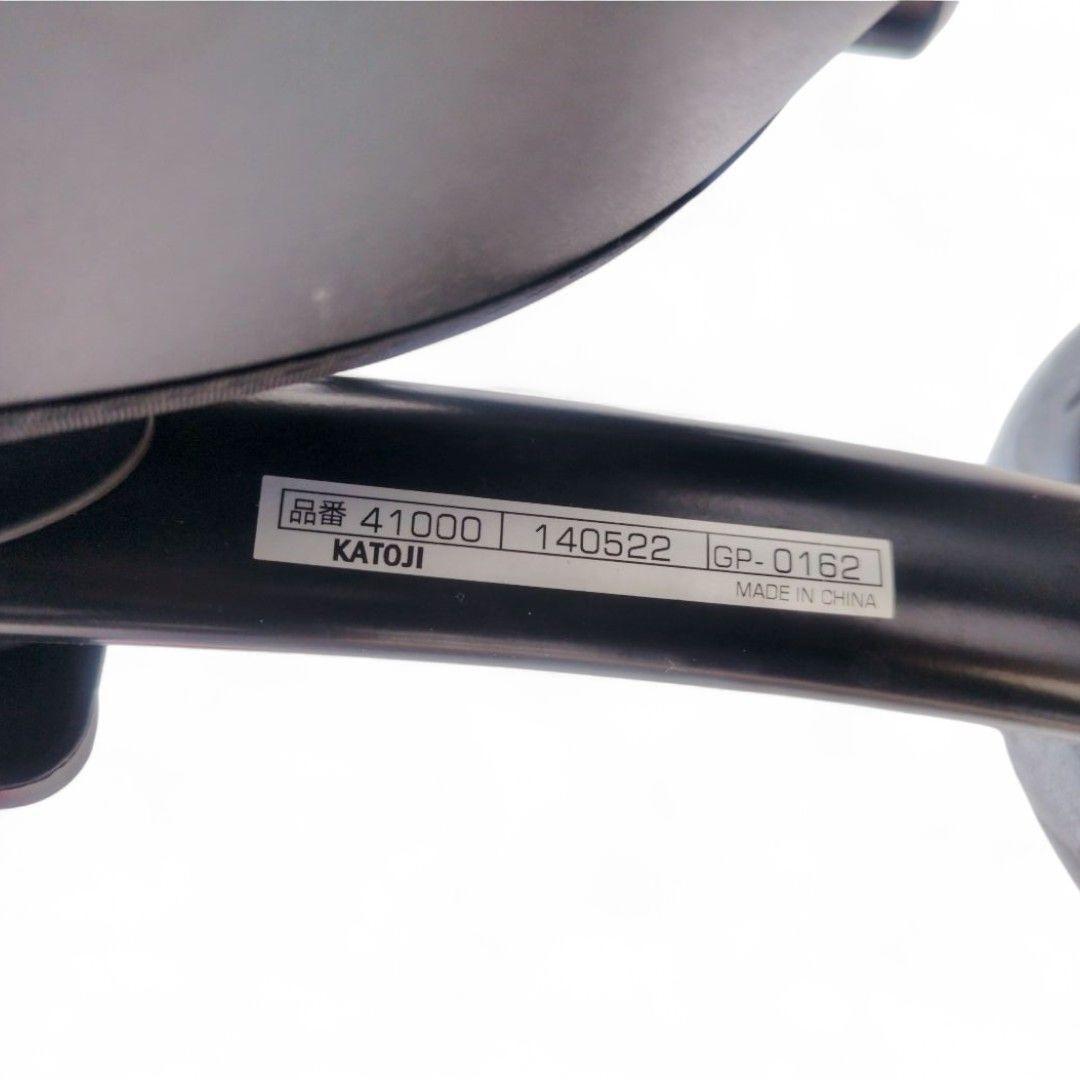 品番 41000 140522 GP-0162
KATOJI
MADE IN CHINA